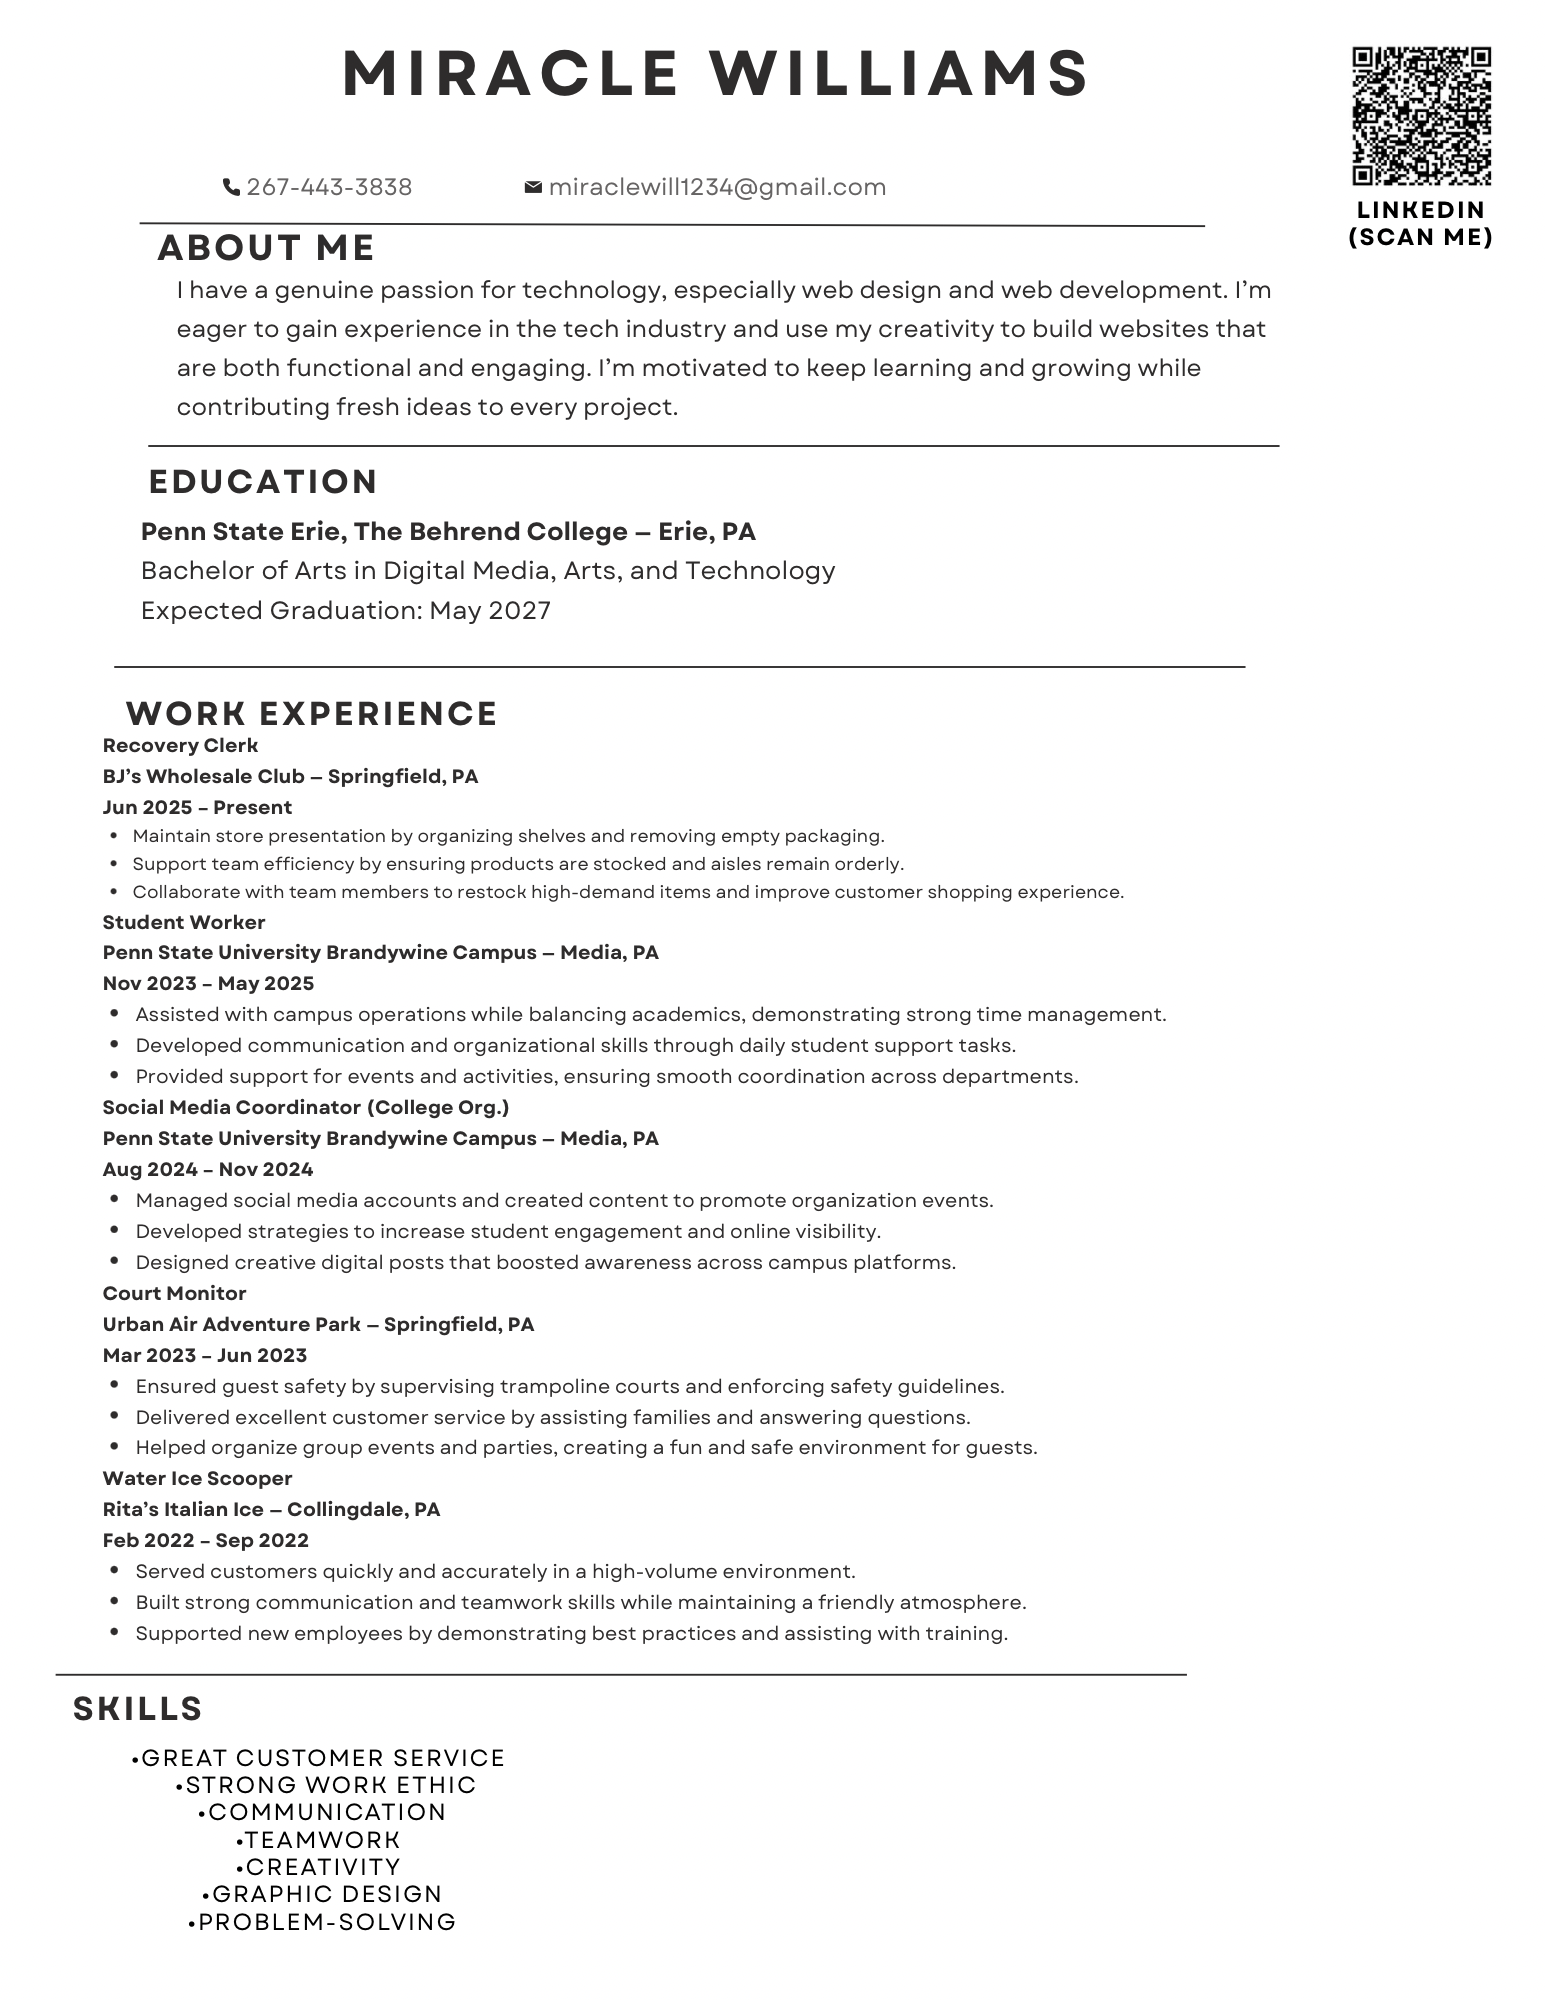 MIRACLE WILLIAMS
267-443-3838
miraclewill1234@gmail.com
LINKEDIN
(SCAN ME)
ABOUT ME
I have a genuine passion for technology, especially web design and web development. I’m
eager to gain experience in the tech industry and use my creativity to build websites that
are both functional and engaging. I’m motivated to keep learning and growing while
contributing fresh ideas to every project.
EDUCATION
Penn State Erie, The Behrend College — Erie, PA
Bachelor of Arts in Digital Media, Arts, and Technology
Expected Graduation: May 2027
WORK EXPERIENCE
Recovery Clerk
BJ’s Wholesale Club — Springfield, PA
Jun 2025 – Present
• Maintain store presentation by organizing shelves and removing empty packaging.
• Support team efficiency by ensuring products are stocked and aisles remain orderly.
• Collaborate with team members to restock high-demand items and improve customer shopping experience.
Student Worker
Penn State University Brandywine Campus — Media, PA
Nov 2023 – May 2025
• Assisted with campus operations while balancing academics, demonstrating strong time management.
• Developed communication and organizational skills through daily student support tasks.
• Provided support for events and activities, ensuring smooth coordination across departments.
Social Media Coordinator (College Org.)
Penn State University Brandywine Campus — Media, PA
Aug 2024 – Nov 2024
• Managed social media accounts and created content to promote organization events.
• Developed strategies to increase student engagement and online visibility.
• Designed creative digital posts that boosted awareness across campus platforms.
Court Monitor
Urban Air Adventure Park — Springfield, PA
Mar 2023 – Jun 2023
• Ensured guest safety by supervising trampoline courts and enforcing safety guidelines.
• Delivered excellent customer service by assisting families and answering questions.
• Helped organize group events and parties, creating a fun and safe environment for guests.
Water Ice Scooper
Rita’s Italian Ice — Collingdale, PA
Feb 2022 – Sep 2022
• Served customers quickly and accurately in a high-volume environment.
• Built strong communication and teamwork skills while maintaining a friendly atmosphere.
• Supported new employees by demonstrating best practices and assisting with training.
SKILLS
•GREAT CUSTOMER SERVICE
•STRONG WORK ETHIC
•COMMUNICATION
•TEAMWORK
•CREATIVITY
•GRAPHIC DESIGN
•PROBLEM-SOLVING